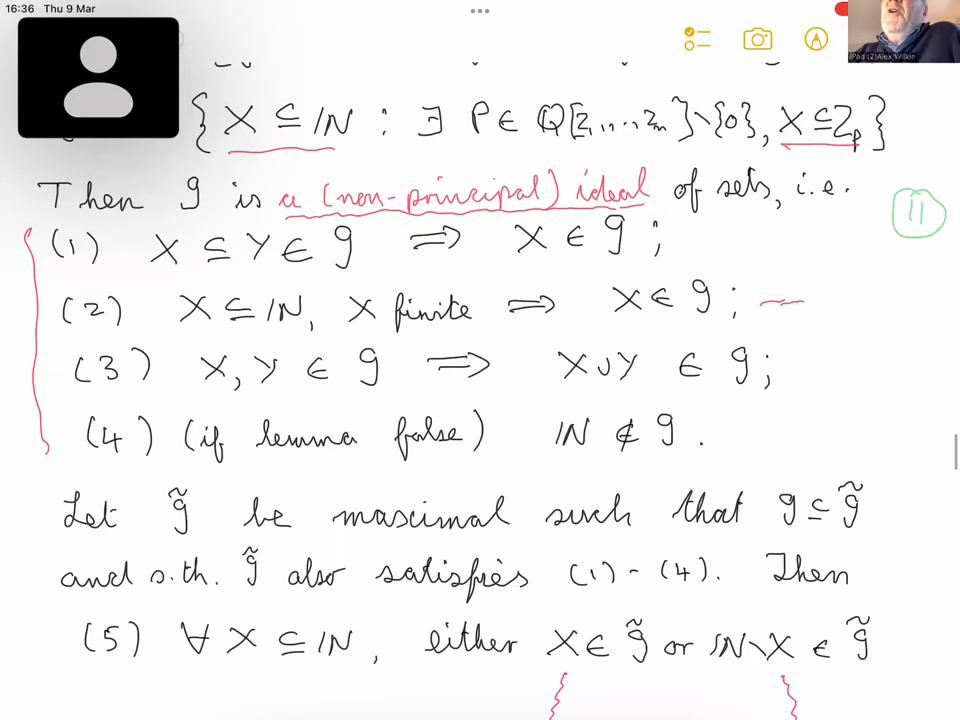 16:36 Thu 9 Mar
iPad (2)Alex Wilkie
{ X ⊆ ℕ : ∃ P ∈ ℚ[z₁,...,zₙ]∖{0}, X ⊆ Z_P }
Then 𝒥 is a (non-principal) ideal of sets, i.e.
11
(1) X ⊆ Y ∈ 𝒥 ⟹ X ∈ 𝒥 ;
(2) X ⊆ ℕ, X finite ⟹ X ∈ 𝒥 ;
(3) X, Y ∈ 𝒥 ⟹ X ∪ Y ∈ 𝒥 ;
(4) (if lemma false) ℕ ∉ 𝒥 .
Let 𝒥̃ be maximal such that 𝒥 ⊆ 𝒥̃
and s.th. 𝒥̃ also satisfies (1) - (4). Then
(5) ∀ X ⊆ ℕ, either X ∈ 𝒥̃ or ℕ∖X ∈ 𝒥̃